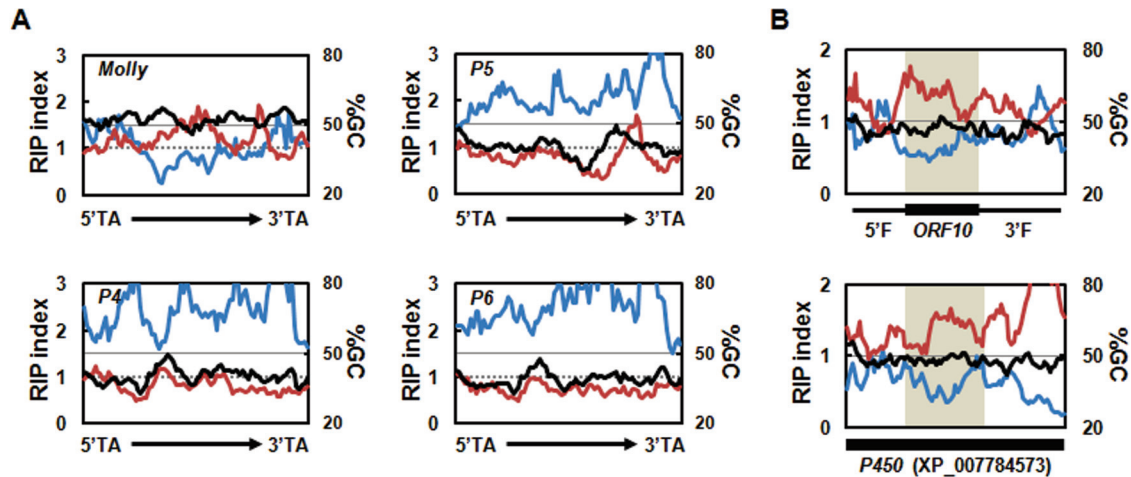 A
B
3
80
Molly
2
RIP index
50
%GC
1
0
20
5'TA
3'TA
3
80
P5
2
RIP index
50
%GC
1
0
20
5'TA
3'TA
2
80
RIP index
1
50
%GC
0
20
5'F
ORF10
3'F
3
80
P4
2
RIP index
50
%GC
1
0
20
5'TA
3'TA
3
80
P6
2
RIP index
50
%GC
1
0
20
5'TA
3'TA
2
80
RIP index
1
50
%GC
0
20
P450 (XP_007784573)